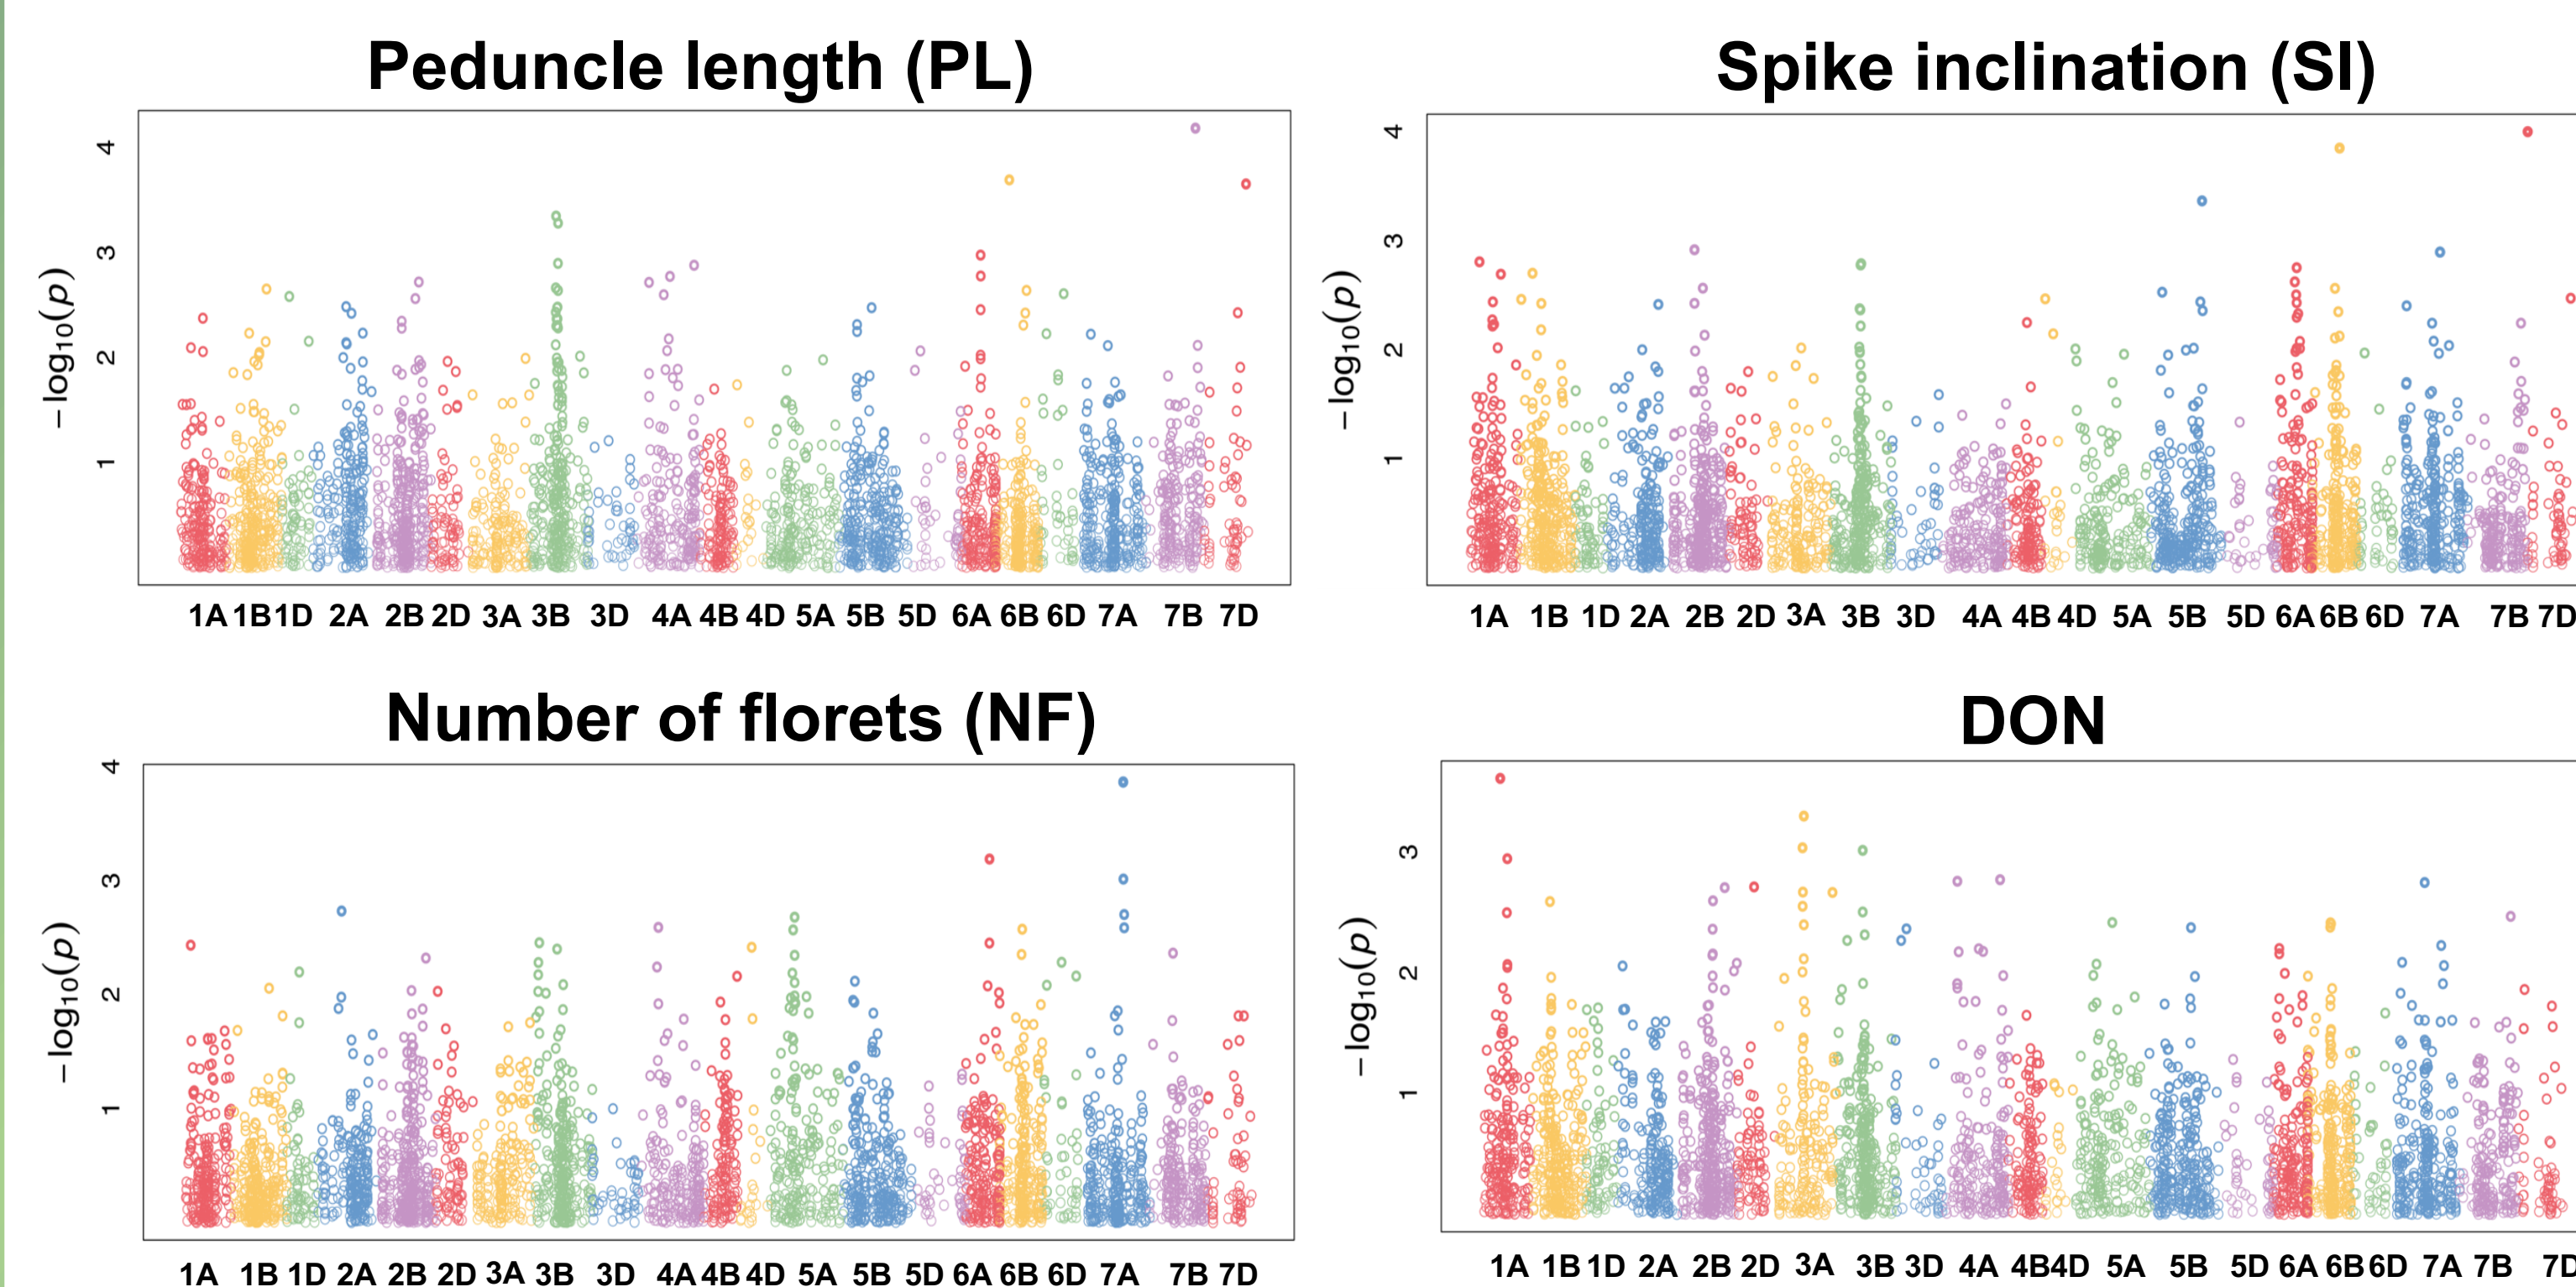 Peduncle length (PL)
4
3
2
1
−log10(p)
1A 1B 1D 2A 2B 2D 3A 3B 3D 4A 4B 4D 5A 5B 5D 6A 6B 6D 7A 7B 7D
Spike inclination (SI)
4
3
2
1
−log10(p)
1A 1B 1D 2A 2B 2D 3A 3B 3D 4A 4B 4D 5A 5B 5D 6A 6B 6D 7A 7B 7D
Number of florets (NF)
4
3
2
1
−log10(p)
1A 1B 1D 2A 2B 2D 3A 3B 3D 4A 4B 4D 5A 5B 5D 6A 6B 6D 7A 7B 7D
DON
3
2
1
−log10(p)
1A 1B 1D 2A 2B 2D 3A 3B 3D 4A 4B 4D 5A 5B 5D 6A 6B 6D 7A 7B 7D